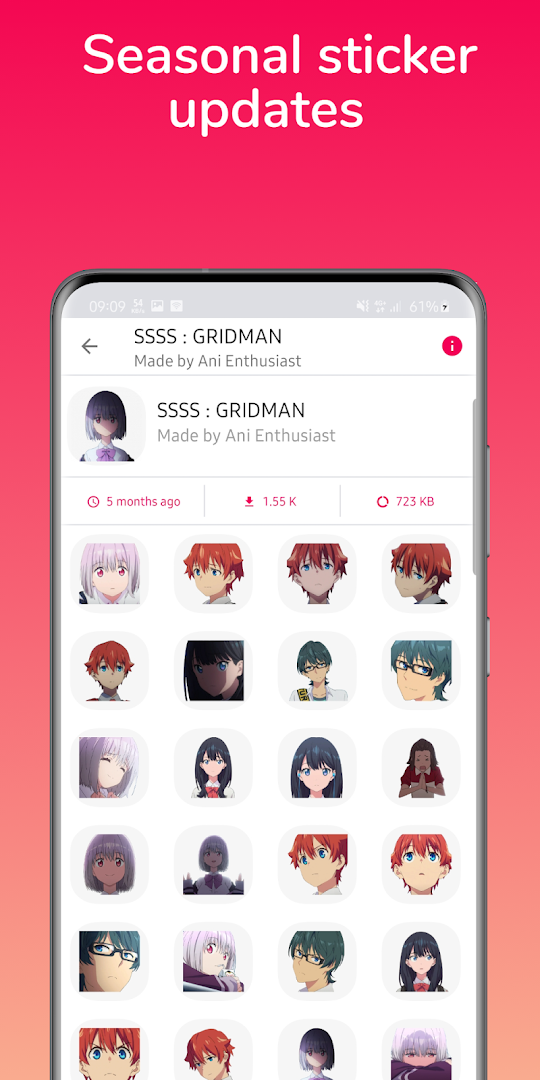 Seasonal sticker
updates
09:09
61%
SSSS : GRIDMAN
Made by Ani Enthusiast
SSSS : GRIDMAN
Made by Ani Enthusiast
5 months ago
1.55 K
723 KB